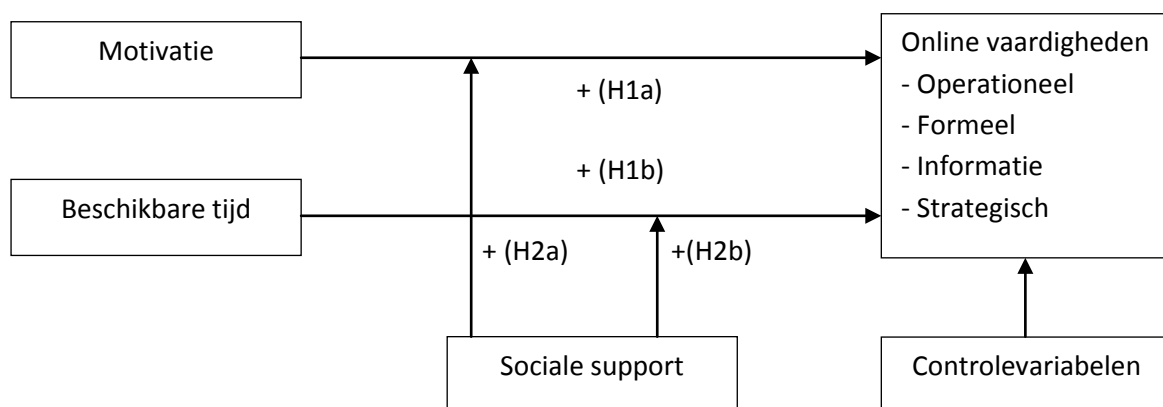 Motivatie
Online vaardigheden
- Operationeel
- Formeel
- Informatie
- Strategisch
+ (H1a)
+ (H1b)
Beschikbare tijd
+ (H2a)
+(H2b)
Sociale support
Controlevariabelen